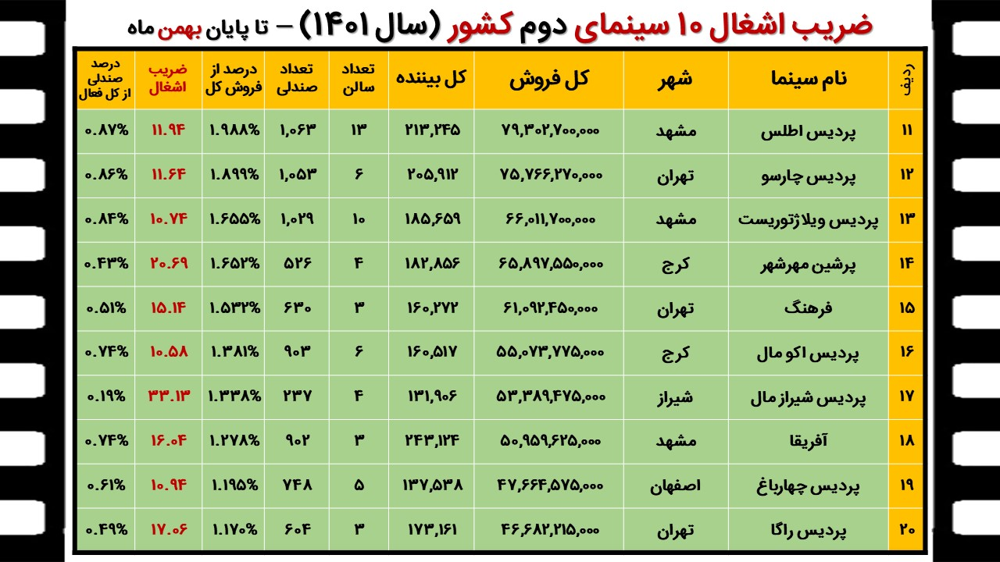 ضریب اشغال ۱۰ سینمای دوم کشور (سال ۱۴۰۱) – تا پایان بهمن ماه
ردیف نام سینما شهر کل فروش کل بیننده تعداد سالن تعداد صندلی درصد از فروش کل ضریب اشغال درصد صندلی از کل فعال
۱۱ پردیس اطلس مشهد ۷۹,۳۰۲,۷۰۰,۰۰۰ ۲۱۳,۲۴۵ ۱۳ ۱,۰۶۳ ۱.۹۸۸% ۱۱.۹۴ ۰.۸۷%
۱۲ پردیس چارسو تهران ۷۵,۷۶۶,۲۷۰,۰۰۰ ۲۰۵,۹۱۲ ۶ ۱,۰۵۳ ۱.۸۹۹% ۱۱.۶۴ ۰.۸۶%
۱۳ پردیس ویلاژتوریست مشهد ۶۶,۰۱۱,۷۰۰,۰۰۰ ۱۸۵,۶۵۹ ۱۰ ۱,۰۲۹ ۱.۶۵۵% ۱۰.۷۴ ۰.۸۴%
۱۴ پرشین مهرشهر کرج ۶۵,۸۹۷,۵۵۰,۰۰۰ ۱۸۲,۸۵۶ ۴ ۵۲۶ ۱.۶۵۲% ۲۰.۶۹ ۰.۴۳%
۱۵ فرهنگ تهران ۶۱,۰۹۲,۴۵۰,۰۰۰ ۱۶۰,۲۷۲ ۳ ۶۳۰ ۱.۵۳۲% ۱۵.۱۴ ۰.۵۱%
۱۶ پردیس اکو مال کرج ۵۵,۰۷۳,۷۷۵,۰۰۰ ۱۶۰,۵۱۷ ۶ ۹۰۳ ۱.۳۸۱% ۱۰.۵۸ ۰.۷۴%
۱۷ پردیس شیراز مال شیراز ۵۳,۳۸۹,۴۷۵,۰۰۰ ۱۳۱,۹۰۶ ۴ ۲۳۷ ۱.۳۳۸% ۳۳.۱۳ ۰.۱۹%
۱۸ آفریقا مشهد ۵۰,۹۵۹,۶۲۵,۰۰۰ ۲۴۳,۱۲۴ ۳ ۹۰۲ ۱.۲۷۸% ۱۶.۰۴ ۰.۷۴%
۱۹ پردیس چهارباغ اصفهان ۴۷,۶۶۴,۵۷۵,۰۰۰ ۱۳۷,۵۳۸ ۵ ۷۴۸ ۱.۱۹۵% ۱۰.۹۴ ۰.۶۱%
۲۰ پردیس راگا تهران ۴۶,۶۸۲,۲۱۵,۰۰۰ ۱۷۳,۱۶۱ ۳ ۶۰۴ ۱.۱۷۰% ۱۷.۰۶ ۰.۴۹%